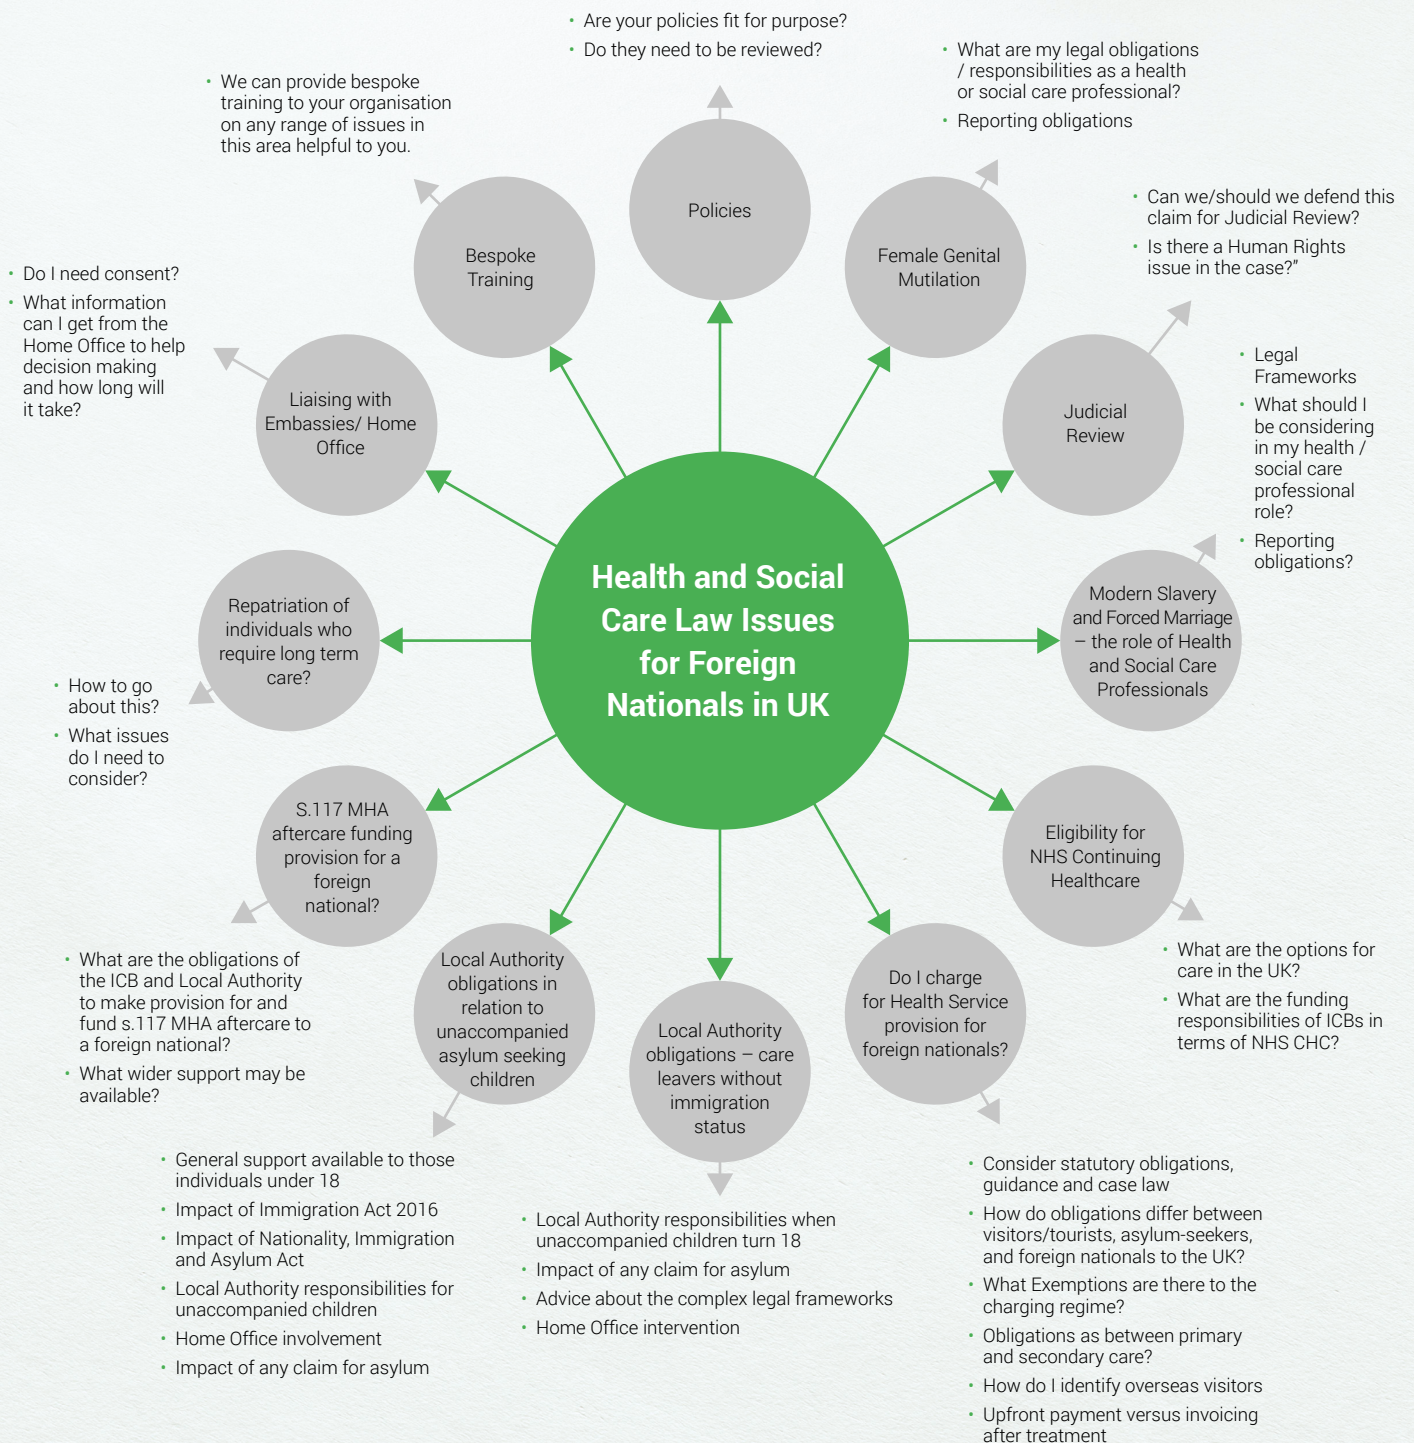 • Are your policies fit for purpose?
• Do they need to be reviewed?
Policies
• What are my legal obligations
/ responsibilities as a health
or social care professional?
• Reporting obligations
Female Genital
Mutilation
• Can we/should we defend this
claim for Judicial Review?
• Is there a Human Rights
issue in the case?”
Judicial
Review
• Legal
Frameworks
• What should I
be considering
in my health /
social care
professional
role?
• Reporting
obligations?
Modern Slavery
and Forced Marriage
– the role of Health
and Social Care
Professionals
Eligibility for
NHS Continuing
Healthcare
• What are the options for
care in the UK?
• What are the funding
responsibilities of ICBs in
terms of NHS CHC?
Do I charge
for Health Service
provision for
foreign nationals?
• Consider statutory obligations,
guidance and case law
• How do obligations differ between
visitors/tourists, asylum-seekers,
and foreign nationals to the UK?
• What Exemptions are there to the
charging regime?
• Obligations as between primary
and secondary care?
• How do I identify overseas visitors
• Upfront payment versus invoicing
after treatment
Local Authority
obligations – care
leavers without
immigration
status
• Local Authority responsibilities when
unaccompanied children turn 18
• Impact of any claim for asylum
• Advice about the complex legal frameworks
• Home Office intervention
Local Authority
obligations in
relation to
unaccompanied
asylum seeking
children
• General support available to those
individuals under 18
• Impact of Immigration Act 2016
• Impact of Nationality, Immigration
and Asylum Act
• Local Authority responsibilities for
unaccompanied children
• Home Office involvement
• Impact of any claim for asylum
S.117 MHA
aftercare funding
provision for a
foreign
national?
• What are the obligations of
the ICB and Local Authority
to make provision for and
fund s.117 MHA aftercare to
a foreign national?
• What wider support may be
available?
Repatriation of
individuals who
require long term
care?
• How to go
about this?
• What issues
do I need to
consider?
Liaising with
Embassies/ Home
Office
• Do I need consent?
• What information
can I get from the
Home Office to help
decision making
and how long will
it take?
Bespoke
Training
• We can provide bespoke
training to your organisation
on any range of issues in
this area helpful to you.
Health and Social
Care Law Issues
for Foreign
Nationals in UK